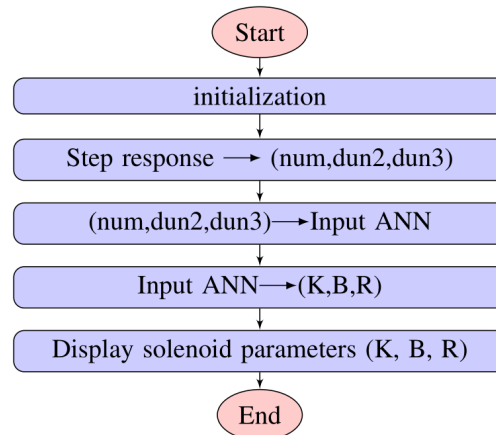 Start
initialization
Step response → (num,dun2,dun3)
(num,dun2,dun3)→Input ANN
Input ANN→(K,B,R)
Display solenoid parameters (K, B, R)
End